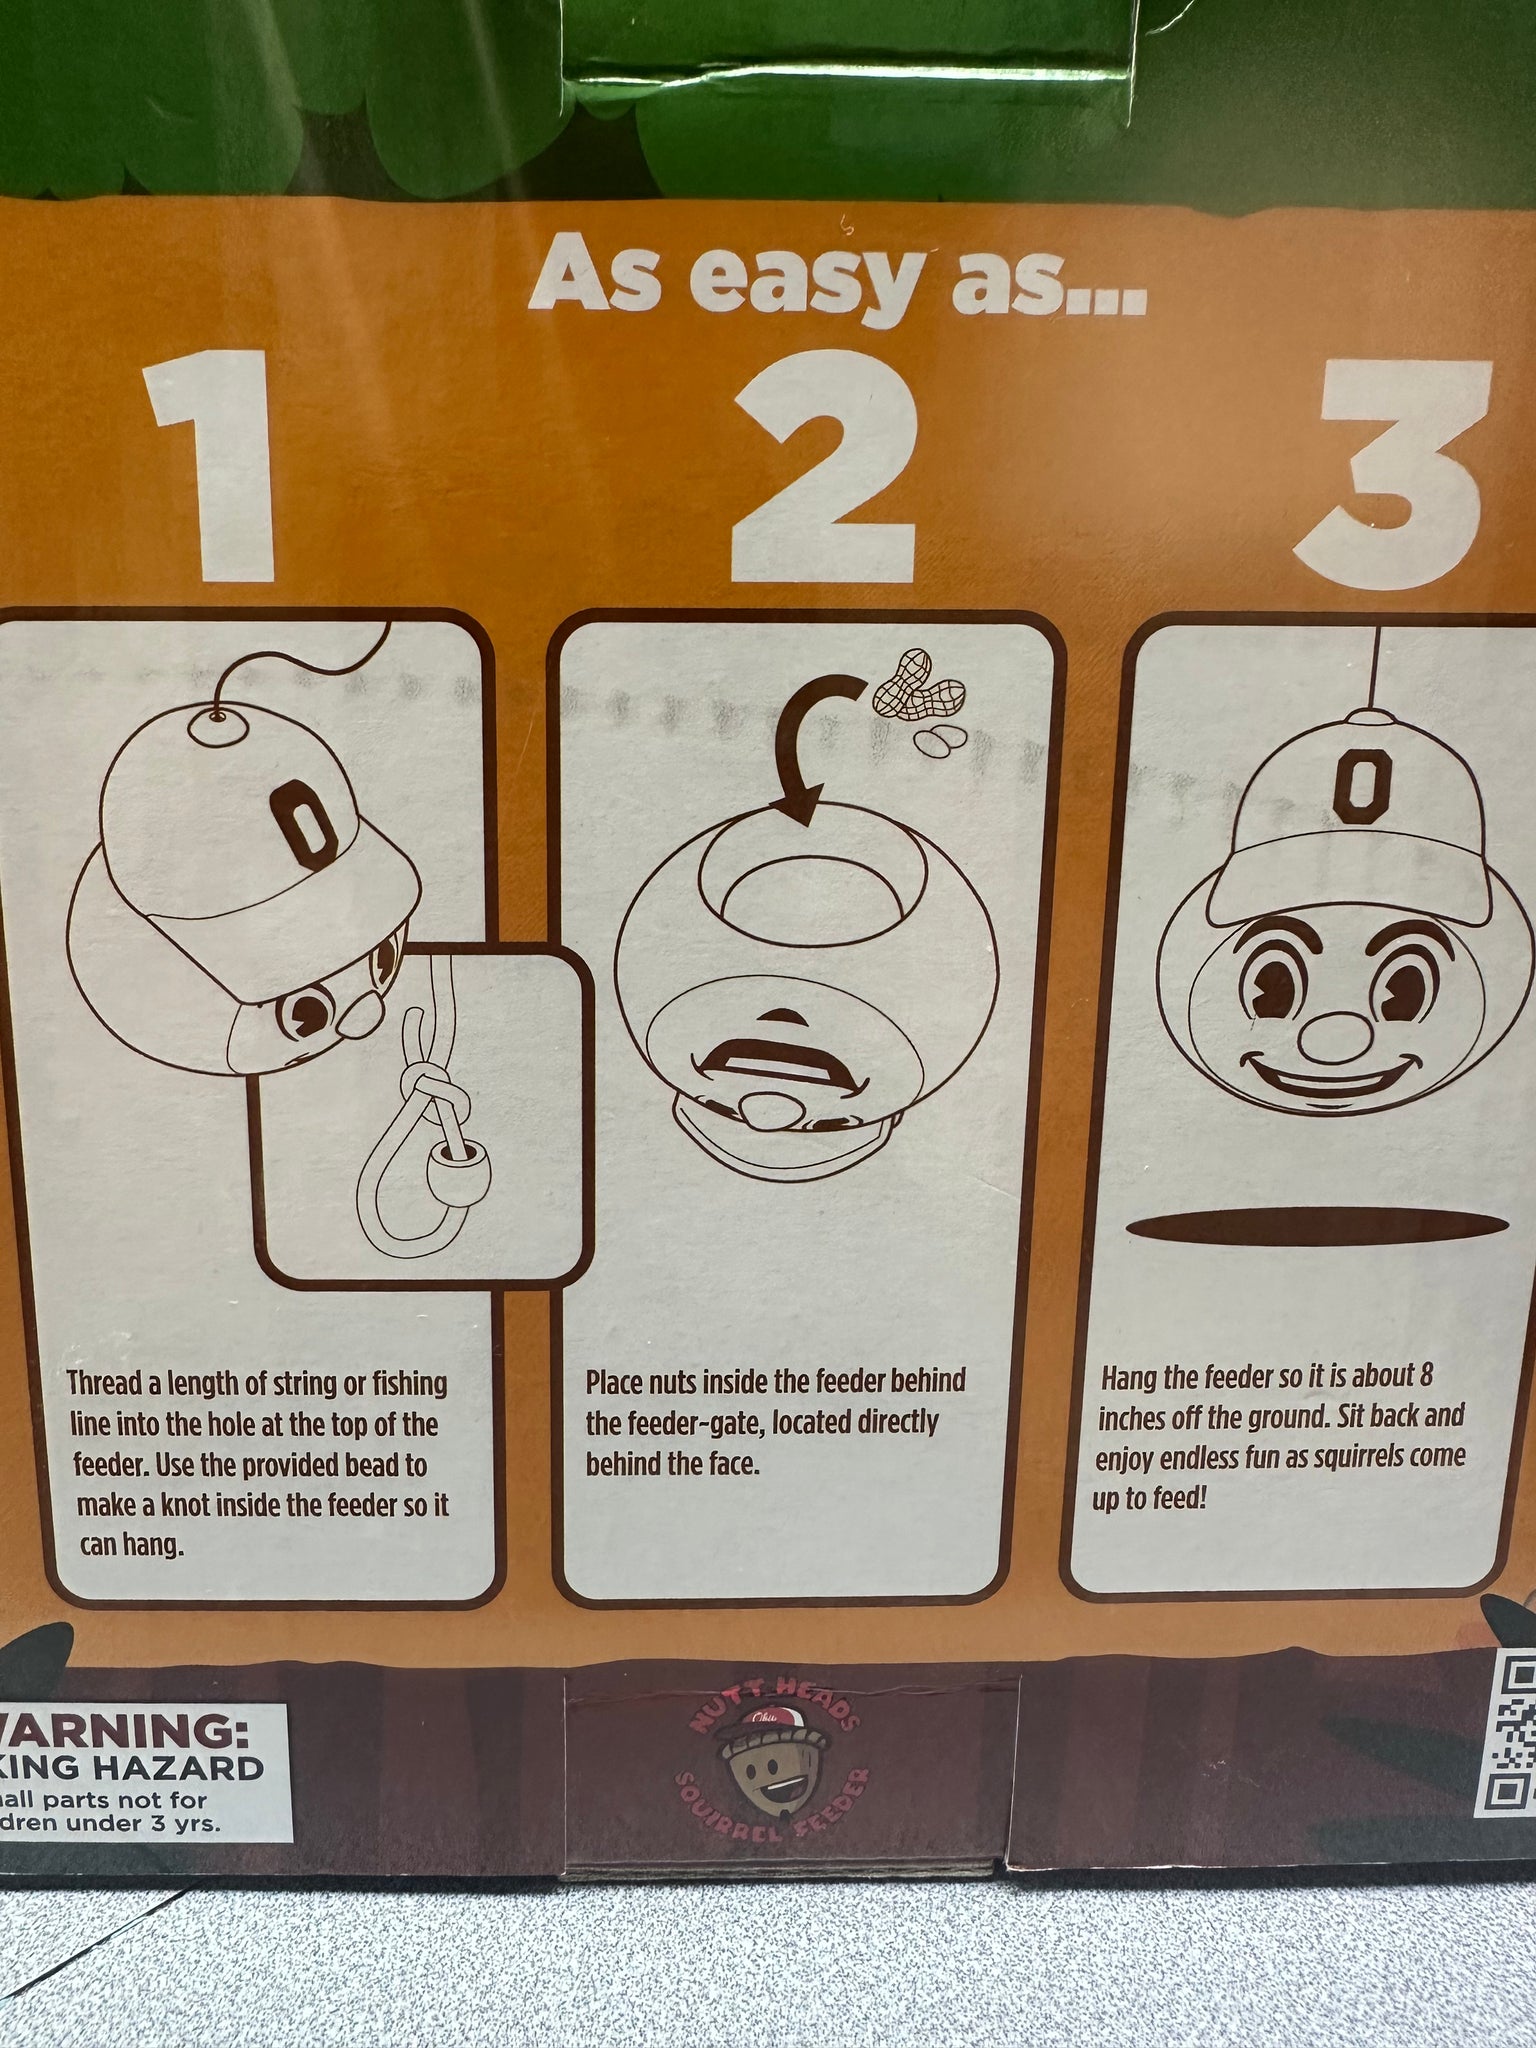 As easy as...
1
2
3
O
O
Thread a length of string or fishing
line into the hole at the top of the
feeder. Use the provided bead to
make a knot inside the feeder so it
can hang.
Place nuts inside the feeder behind
the feeder-gate, located directly
behind the face.
Hang the feeder so it is about 8
inches off the ground. Sit back and
enjoy endless fun as squirrels come
up to feed!
ARNING:
KING HAZARD
all parts not for
dren under 3 yrs.
NUTT HEADS
Ohio
SQUIRREL FEEDER